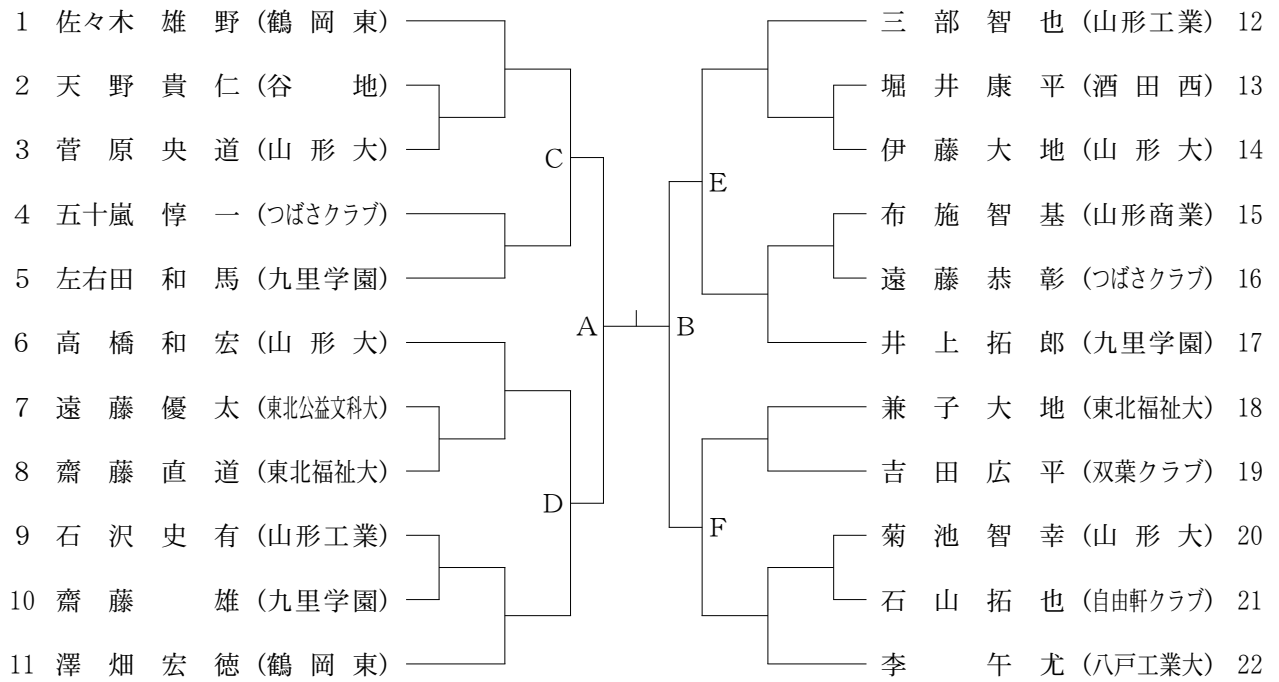 1 佐々木 雄 野 (鶴 岡 東)
2 天 野 貴 仁 (谷 地)
3 菅 原 央 道 (山 形 大)
4 五十嵐 惇 一 (つばさクラブ)
5 左右田 和 馬 (九里学園)
6 高 橋 和 宏 (山 形 大)
7 遠 藤 優 太 (東北公益文科大)
8 齋 藤 直 道 (東北福祉大)
9 石 沢 史 有 (山形工業)
10 齋 藤 雄 (九里学園)
11 澤 畑 宏 徳 (鶴 岡 東)
C
A
D
E
B
F
三 部 智 也 (山形工業) 12
堀 井 康 平 (酒 田 西) 13
伊 藤 大 地 (山 形 大) 14
布 施 智 基 (山形商業) 15
遠 藤 恭 彰 (つばさクラブ) 16
井 上 拓 郎 (九里学園) 17
兼 子 大 地 (東北福祉大) 18
吉 田 広 平 (双葉クラブ) 19
菊 池 智 幸 (山 形 大) 20
石 山 拓 也 (自由軒クラブ) 21
李 午 尤 (八戸工業大) 22